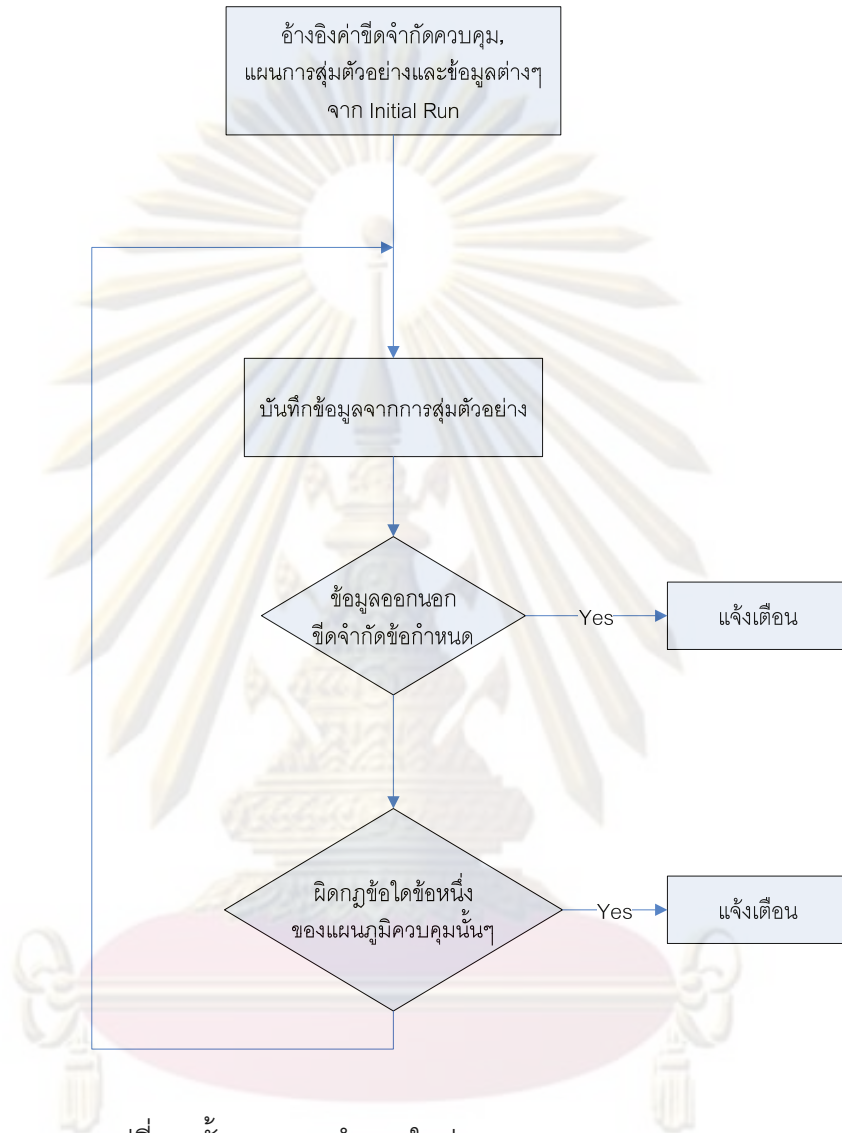 อ้างอิงค่าขีดจำกัดควบคุม,
แผนการสุ่มตัวอย่างและข้อมูลต่างๆ
จาก Initial Run
บันทึกข้อมูลจากการสุ่มตัวอย่าง
ข้อมูลออกนอก
ขีดจำกัดข้อกำหนด
Yes
แจ้งเตือน
ผิดกฎข้อใดข้อหนึ่ง
ของแผนภูมิควบคุมนั้นๆ
Yes
แจ้งเตือน